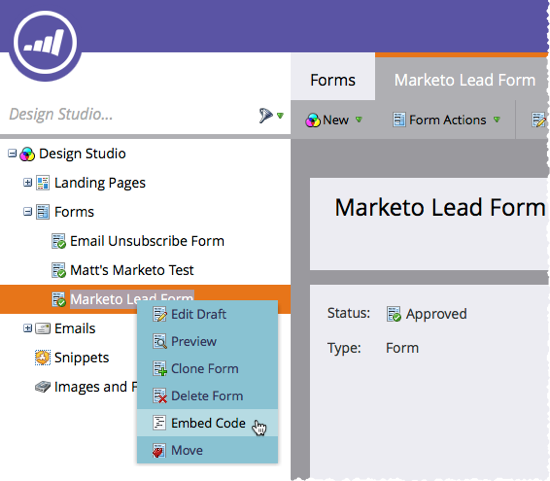 Forms
Marketo Lead Form
Design Studio...
New
Form Actions
Design Studio
Landing Pages
Forms
Email Unsubscribe Form
Matt's Marketo Test
Marketo Lead Form
Emails
Snippets
Images and F
Edit Draft
Preview
Clone Form
Delete Form
Embed Code
Move
Marketo Lead Form
Status:
Approved
Type:
Form